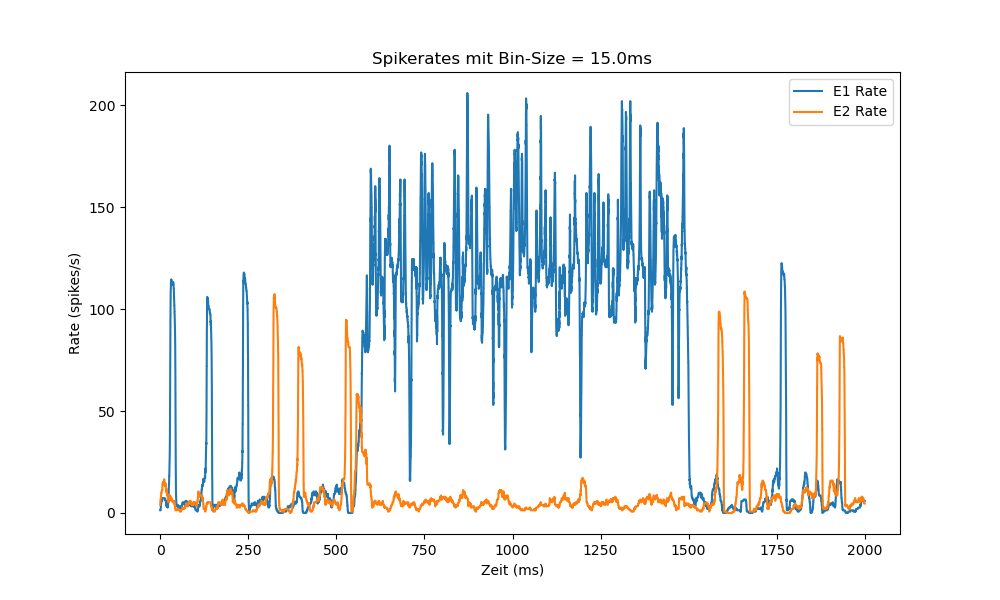 Spikerates mit Bin-Size = 15.0ms
E1 Rate
E2 Rate
200
150
100
50
0
Rate (spikes/s)
0 250 500 750 1000 1250 1500 1750 2000
Zeit (ms)